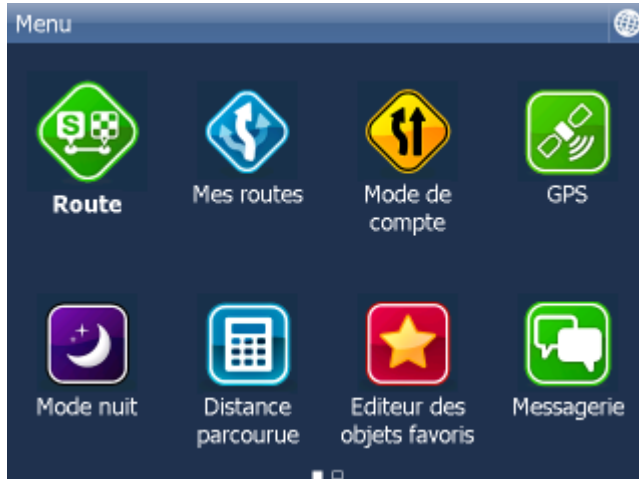 Menu
S
Route
Mes routes
Mode de
compte
GPS
Mode nuit
Distance
parcourue
Editeur des
objets favoris
Messagerie